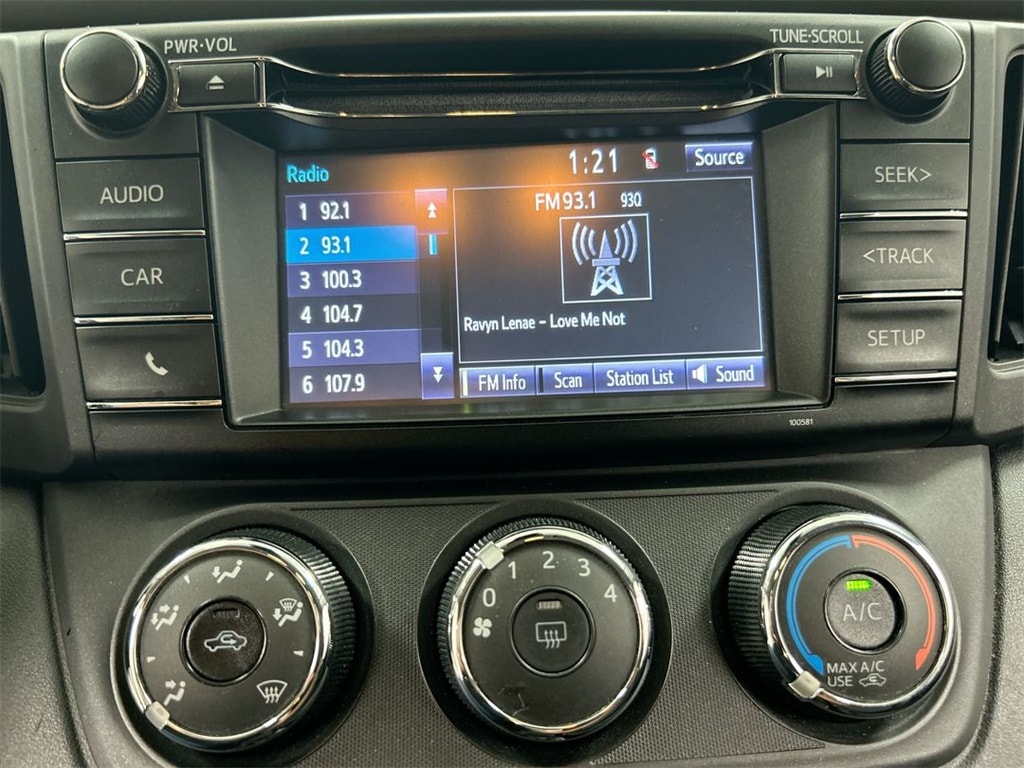 PWR·VOL
TUNE·SCROLL
AUDIO
CAR
Radio
1:21
Source
1 92.1
2 93.1
3 100.3
4 104.7
5 104.3
6 107.9
FM 93.1 93Q
Ravyn Lenae - Love Me Not
FM Info
Scan
Station List
Sound
SEEK>
<TRACK
SETUP
100581
0 1 2 3 4
A/C
MAX A/C
USE